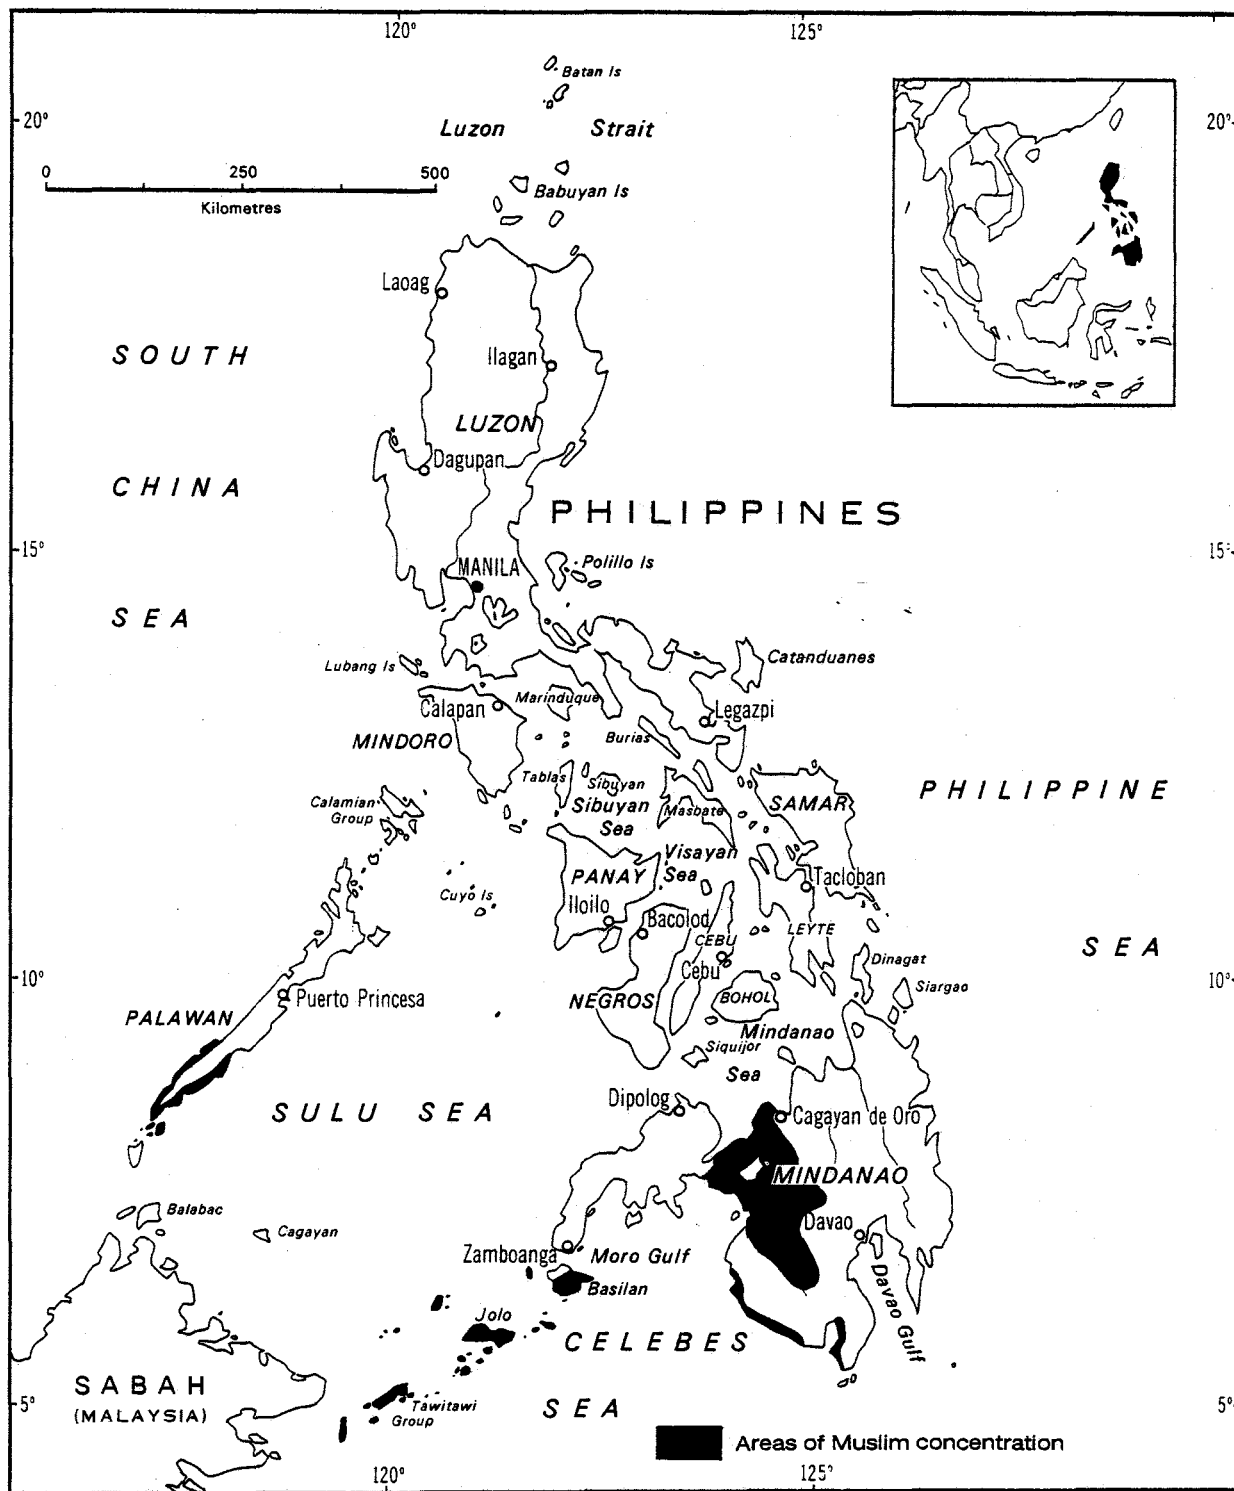 120°
125°
Batan Is
20°
Luzon Strait
20°
0 250 500
Kilometres
Babuyan Is
Laoag
SOUTH
Ilagan
LUZON
Dagupan
CHINA
PHILIPPINES
15°
15°
MANILA
Polillo Is
SEA
Lubang Is
Catanduanes
Marinduque
Calapan
Legazpi
MINDORO
Burias
Tablas
Sibuyan
PHILIPPINE
Calamian
Group
Sibuyan
Sea
Masbate
SAMAR
Visayan
Sea
PANAY
Tacloban
Cuyo Is
Iloilo
Bacolod
CEBU
LEYTE
SEA
Cebu
Dinagat
10°
10°
Siargao
Puerto Princesa
NEGROS
BOHOL
PALAWAN
Mindanao
Sea
Siquijor
Dipolog
SULU SEA
Cagayan de Oro
MINDANAO
Balabac
Cagayan
Davao
Zamboanga
Moro Gulf
Basilan
Davao Gulf
Jolo
CELEBES
SEA
SABAH
(MALAYSIA)
Tawitawi
Group
5°
5°
Areas of Muslim concentration
120°
125°